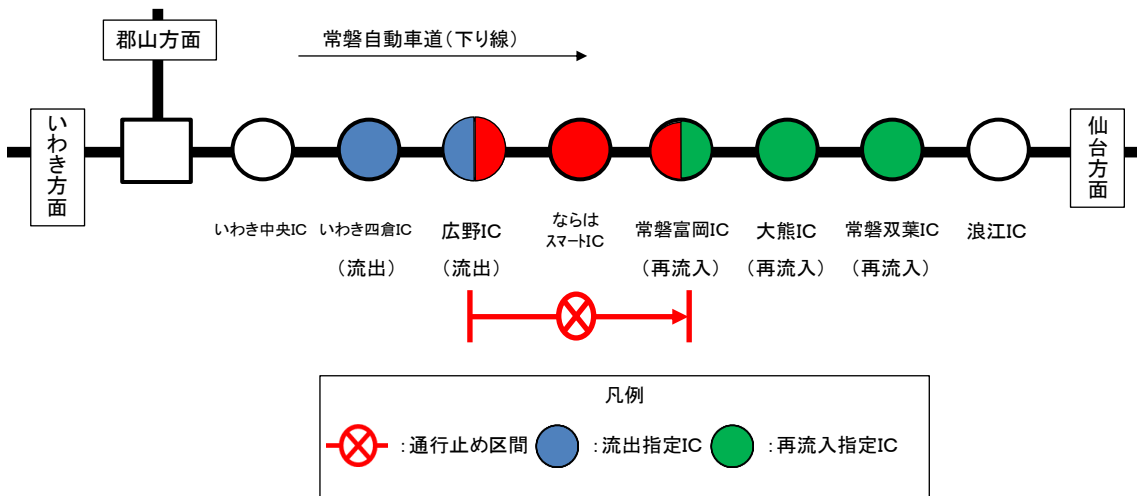 郡山方面
常磐自動車道(下り線)
いわき方面
仙台方面
いわき中央IC
いわき四倉IC
(流出)
広野IC
(流出)
ならは
スマートIC
常磐富岡IC
(再流入)
大熊IC
(再流入)
常磐双葉IC
(再流入)
浪江IC
凡例
:通行止め区間
:流出指定IC
:再流入指定IC